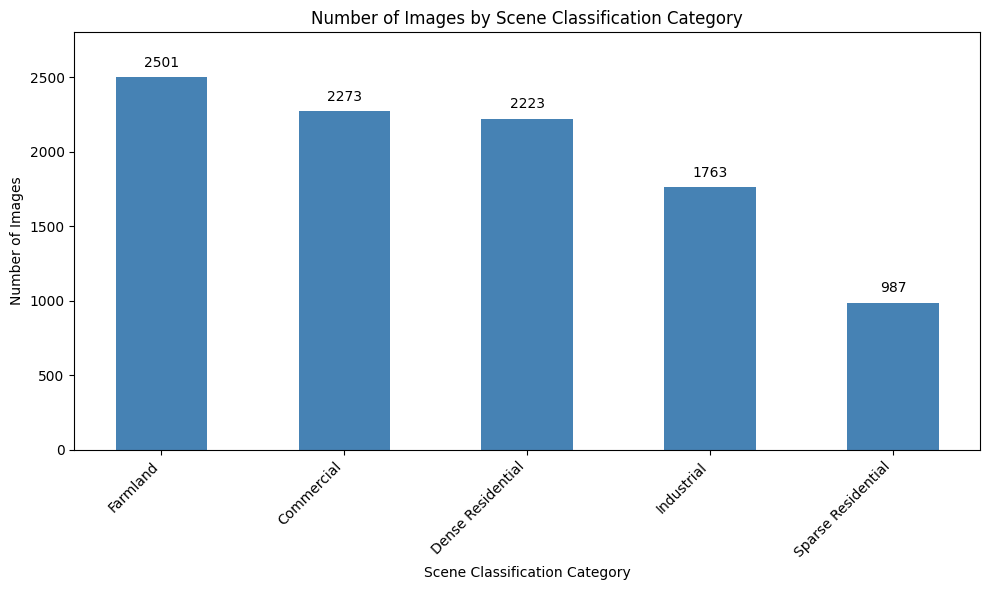 Number of Images by Scene Classification Category
Number of Images
2500
2000
1500
1000
500
0
2501
2273
2223
1763
987
Farmland
Commercial
Dense Residential
Industrial
Sparse Residential
Scene Classification Category